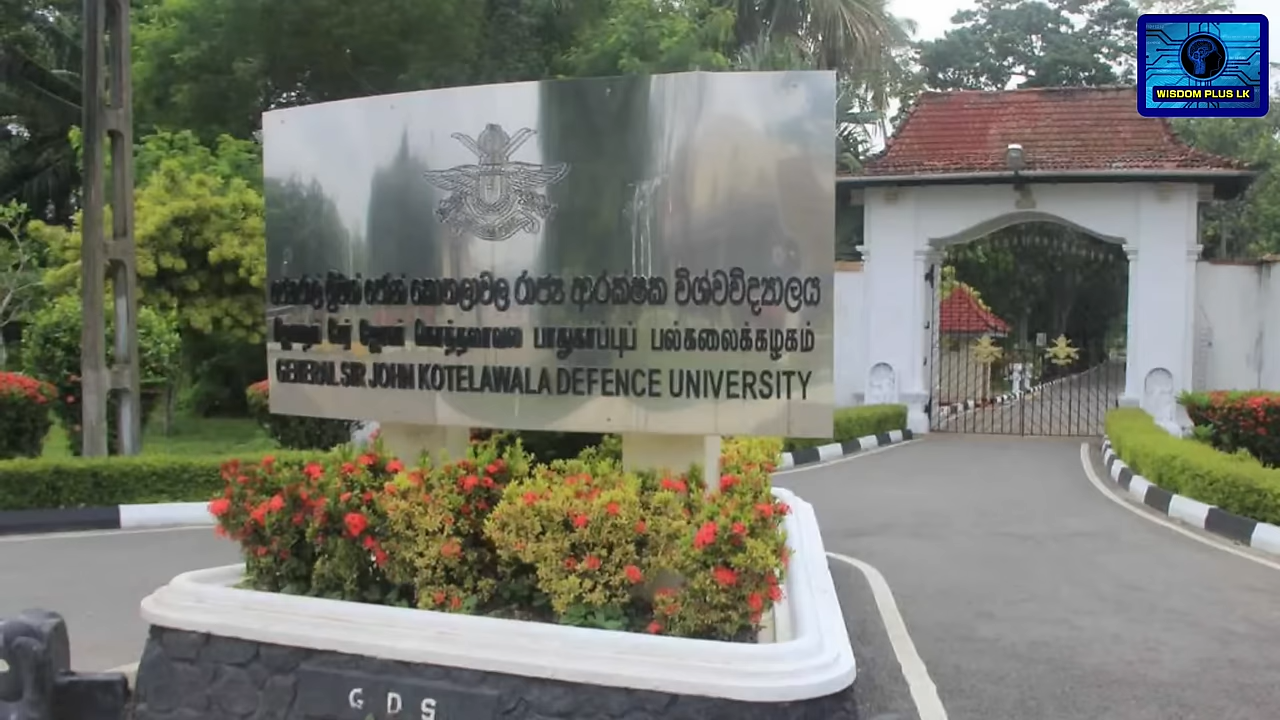 WISDOM PLUS LK
ජෙනරාල් ශ්‍රිමත් ජෝන් කොතලාවල රාජ්‍ය ආරක්ෂක විශ්වවිද්‍යාලය
கொத்தலாவல பாதுகாப்புப் பல்கலைக்கழகம்
GENERAL SIR JOHN KOTELAWALA DEFENCE UNIVERSITY
G D S